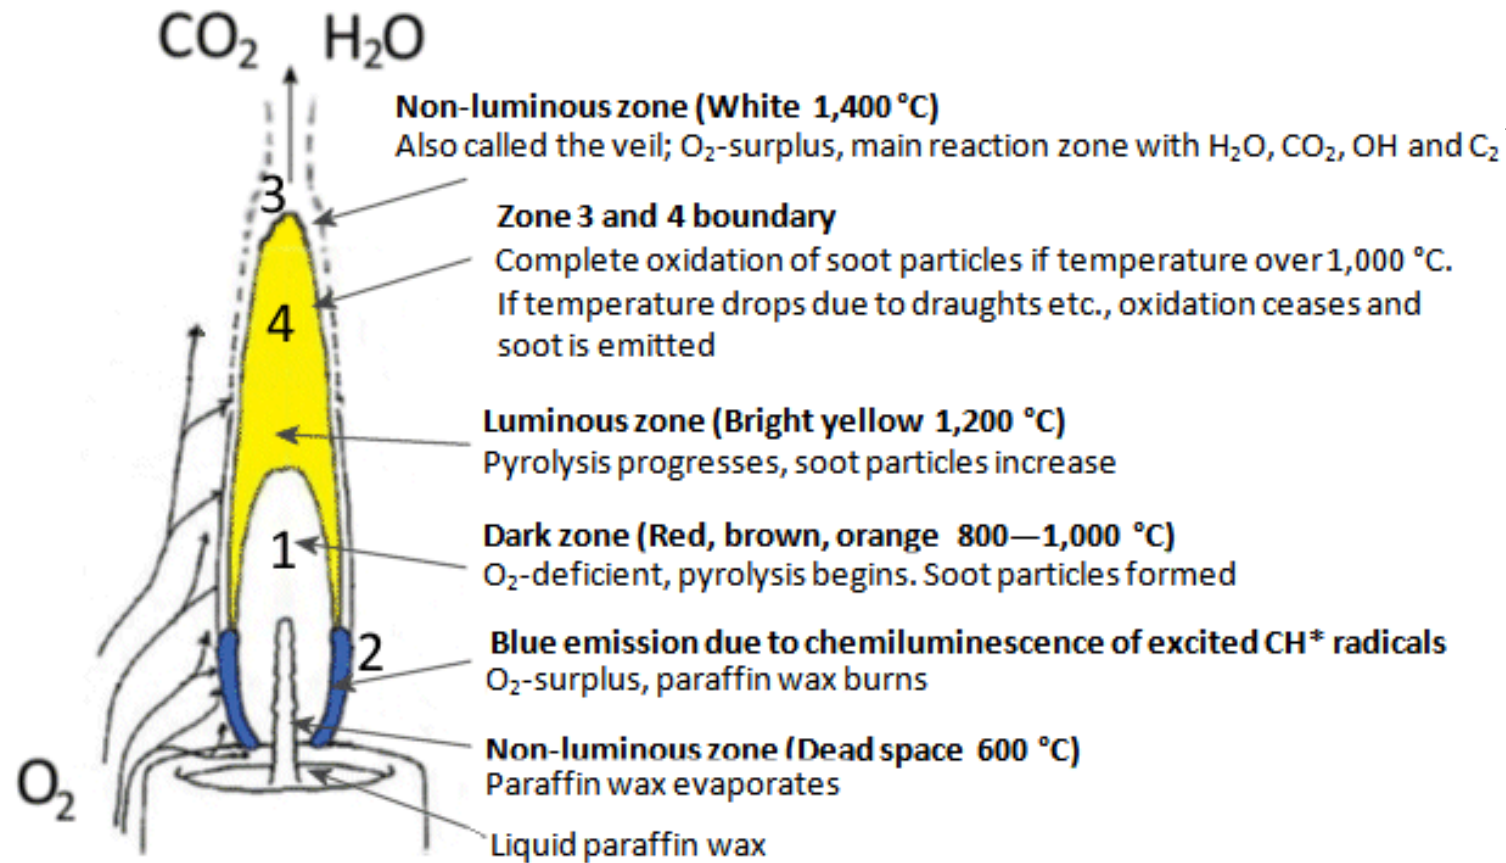 CO₂ H₂O
Non-luminous zone (White 1,400 °C)
Also called the veil; O₂-surplus, main reaction zone with H₂O, CO₂, OH and C₂
3
Zone 3 and 4 boundary
Complete oxidation of soot particles if temperature over 1,000 °C.
If temperature drops due to draughts etc., oxidation ceases and
soot is emitted
4
Luminous zone (Bright yellow 1,200 °C)
Pyrolysis progresses, soot particles increase
1
Dark zone (Red, brown, orange 800—1,000 °C)
O₂-deficient, pyrolysis begins. Soot particles formed
2
Blue emission due to chemiluminescence of excited CH* radicals
O₂-surplus, paraffin wax burns
Non-luminous zone (Dead space 600 °C)
Paraffin wax evaporates
O₂
Liquid paraffin wax